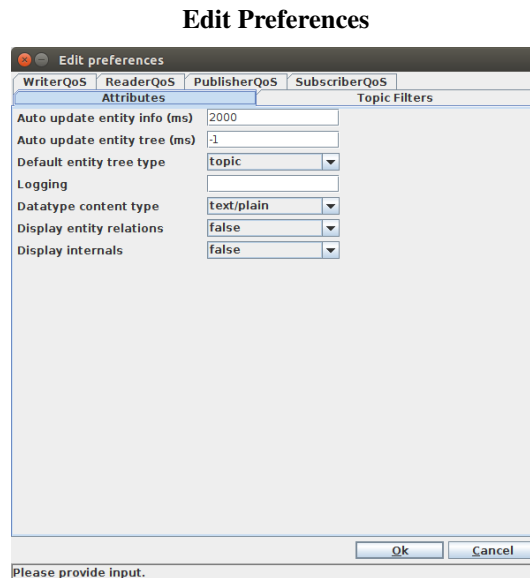 Edit Preferences
Edit preferences
WriterQoS ReaderQoS PublisherQoS SubscriberQoS
Attributes Topic Filters
Auto update entity info (ms) 2000
Auto update entity tree (ms) -1
Default entity tree type topic
Logging
Datatype content type text/plain
Display entity relations false
Display internals false
Ok Cancel
Please provide input.